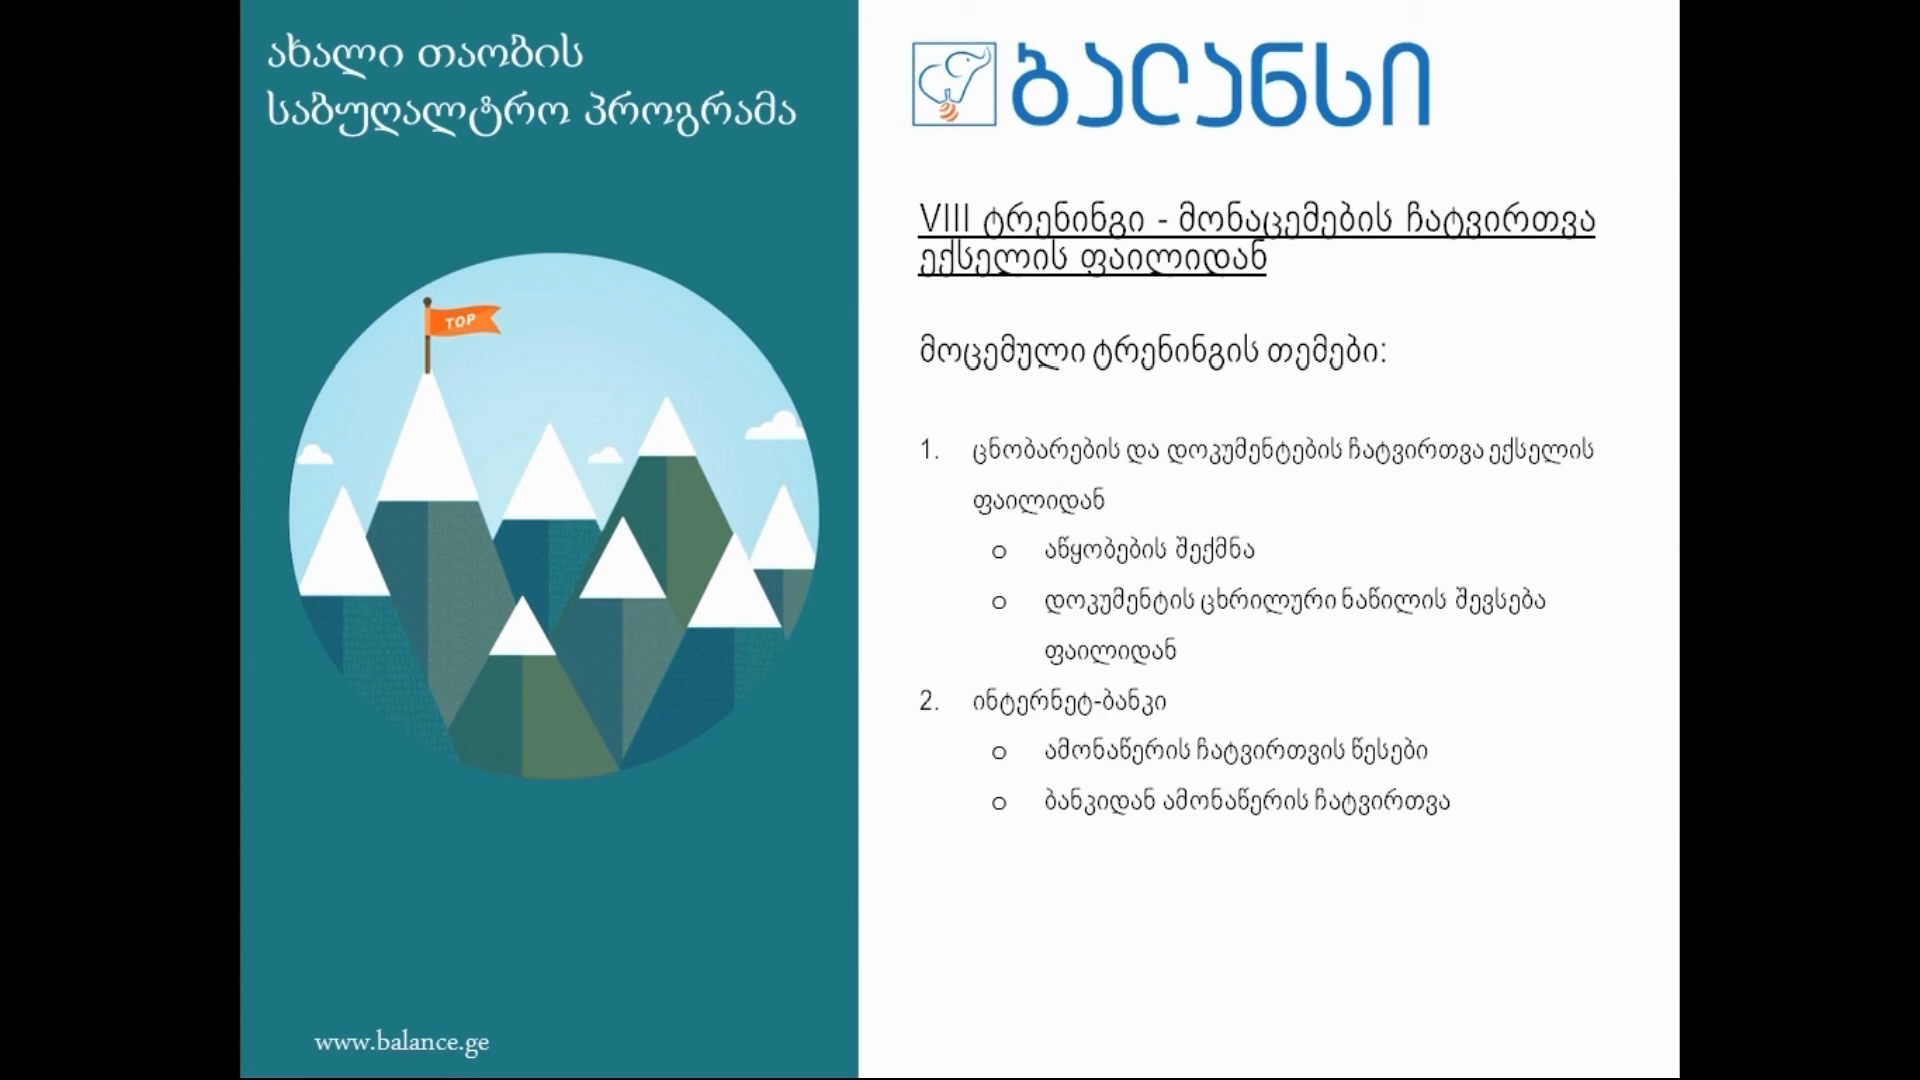 ახალი თაობის
საბუღალტრო პროგრამა
TOP
www.balance.ge
ბალანსი
VIII ტრენინგი - მონაცემების ჩატვირთვა
ექსელის ფაილიდან
მოცემული ტრენინგის თემები:
1. ცნობარების და დოკუმენტების ჩატვირთვა ექსელის
ფაილიდან
o აწყობების შექმნა
o დოკუმენტის ცხრილური ნაწილის შევსება
ფაილიდან
2. ინტერნეტ-ბანკი
o ამონაწერის ჩატვირთვის წესები
o ბანკიდან ამონაწერის ჩატვირთვა